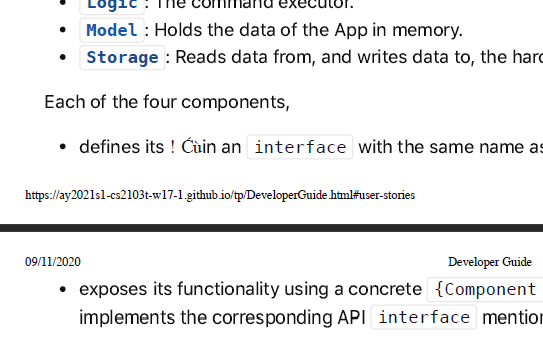 Logic: The command executor.
Model: Holds the data of the App in memory.
Storage: Reads data from, and writes data to, the hard
Each of the four components,
defines its ! Ćùin an interface with the same name as
https://ay2021s1-cs2103t-w17-1.github.io/tp/DeveloperGuide.html#user-stories
09/11/2020 Developer Guide
exposes its functionality using a concrete {Component
implements the corresponding API interface mention